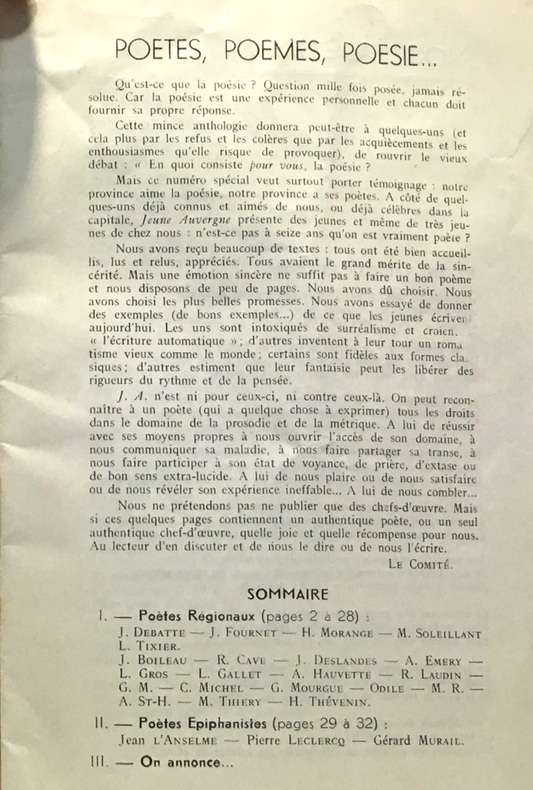 POETES, POEMES, POESIE...
Qu'est-ce que la poésie ? Question mille fois posée, jamais ré-
solue. Car la poésie est une expérience personnelle et chacun doit
fournir sa propre réponse.
Cette mince anthologie donnera peut-être à quelques-uns (et
cela plus par les refus et les colères que par les acquiècements et les
enthousiasmes qu'elle risque de provoquer), de rouvrir le vieux
débat : « En quoi consiste pour vous, la poésie ?
Mais ce numéro spécial veut surtout porter témoignage : notre
province aime la poésie, notre province a ses poètes. A côté de quel-
ques-uns déjà connus et aimés de nous, ou déjà célèbres dans la
capitale, Jeune Auvergne présente des jeunes et même de très jeu-
nes de chez nous : n'est-ce pas à seize ans qu'on est vraiment poète ?
Nous avons reçu beaucoup de textes : tous ont été bien accueil-
lis, lus et relus, appréciés. Tous avaient le grand mérite de la sin-
cérité. Mais une émotion sincère ne suffit pas à faire un bon poème
et nous disposons de peu de pages. Nous avons dû choisir. Nous
avons choisi les plus belles promesses. Nous avons essayé de donner
des exemples (de bons exemples...) de ce que les jeunes écriven
aujourd'hui. Les uns sont intoxiqués de surréalisme et croien.
« l'écriture automatique » ; d'autres inventent à leur tour un roma
tisme vieux comme le monde ; certains sont fidèles aux formes cla
siques ; d'autres estiment que leur fantaisie peut les libérer des
rigueurs du rythme et de la pensée.
J. A. n'est ni pour ceux-ci, ni contre ceux-là. On peut recon-
naître à un poète (qui a quelque chose à exprimer) tous les droits
dans le domaine de la prosodie et de la métrique. A lui de réussir
avec ses moyens propres à nous ouvrir l'accès de son domaine, à
nous communiquer sa maladie, à nous faire partager sa transe, à
nous faire participer à son état de voyance, de prière, d'extase ou
de bon sens extra-lucide. A lui de nous plaire ou de nous satisfaire
ou de nous révéler son expérience ineffable... A lui de nous combler...
Nous ne prétendons pas ne publier que des chefs-d'œuvre. Mais
si ces quelques pages contiennent un authentique poète, ou un seul
authentique chef-d'œuvre, quelle joie et quelle récompense pour nous.
Au lecteur d'en discuter et de nous le dire ou de nous l'écrire.
LE COMITÉ.
SOMMAIRE
I. — Poètes Régionaux (pages 2 à 28) :
J. DEBATTE — J. FOURNET — H. MORANGE — M. SOLEILLANT
L. TIXIER.
J. BOILEAU — R. CAVE — J. DESLANDES — A. EMERY —
L. GROS — L. GALLET — A. HAUVETTE — R. LAUDIN —
G. M. — C. MICHEL — G. MOURGUE — ODILE — M. R. —
A. ST-H. — M. THIERY — H. THÉVENIN.
II. — Poètes Epiphanistes (pages 29 à 32) :
Jean L'ANSELME — Pierre LECLERCQ — Gérard MURAIL.
III. — On annonce...